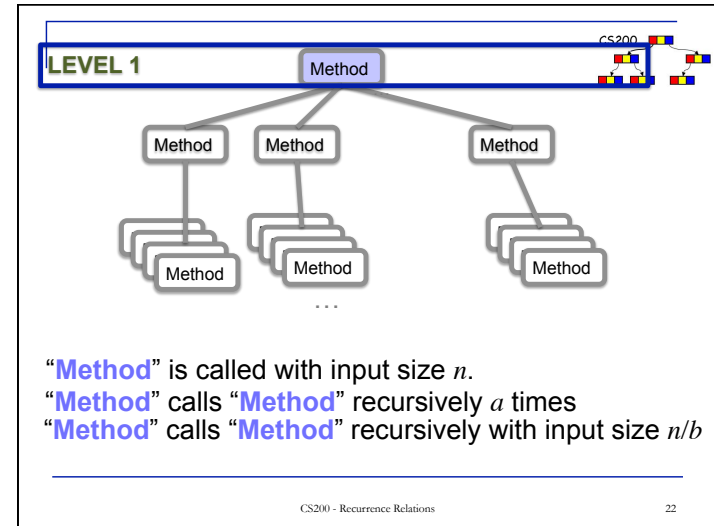 CS200
LEVEL 1
Method
Method Method Method
Method Method Method
...
“Method” is called with input size n.
“Method” calls “Method” recursively a times
“Method” calls “Method” recursively with input size n/b
CS200 - Recurrence Relations 22